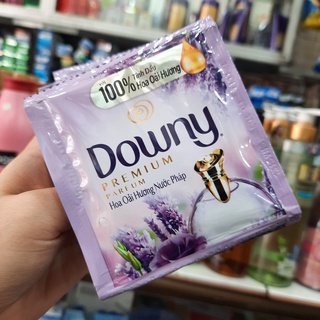 100% Tinh Dầu
Hoa Oải Hương
Downy
PREMIUM
PARFUM
Hoa Oải Hương Nước Pháp